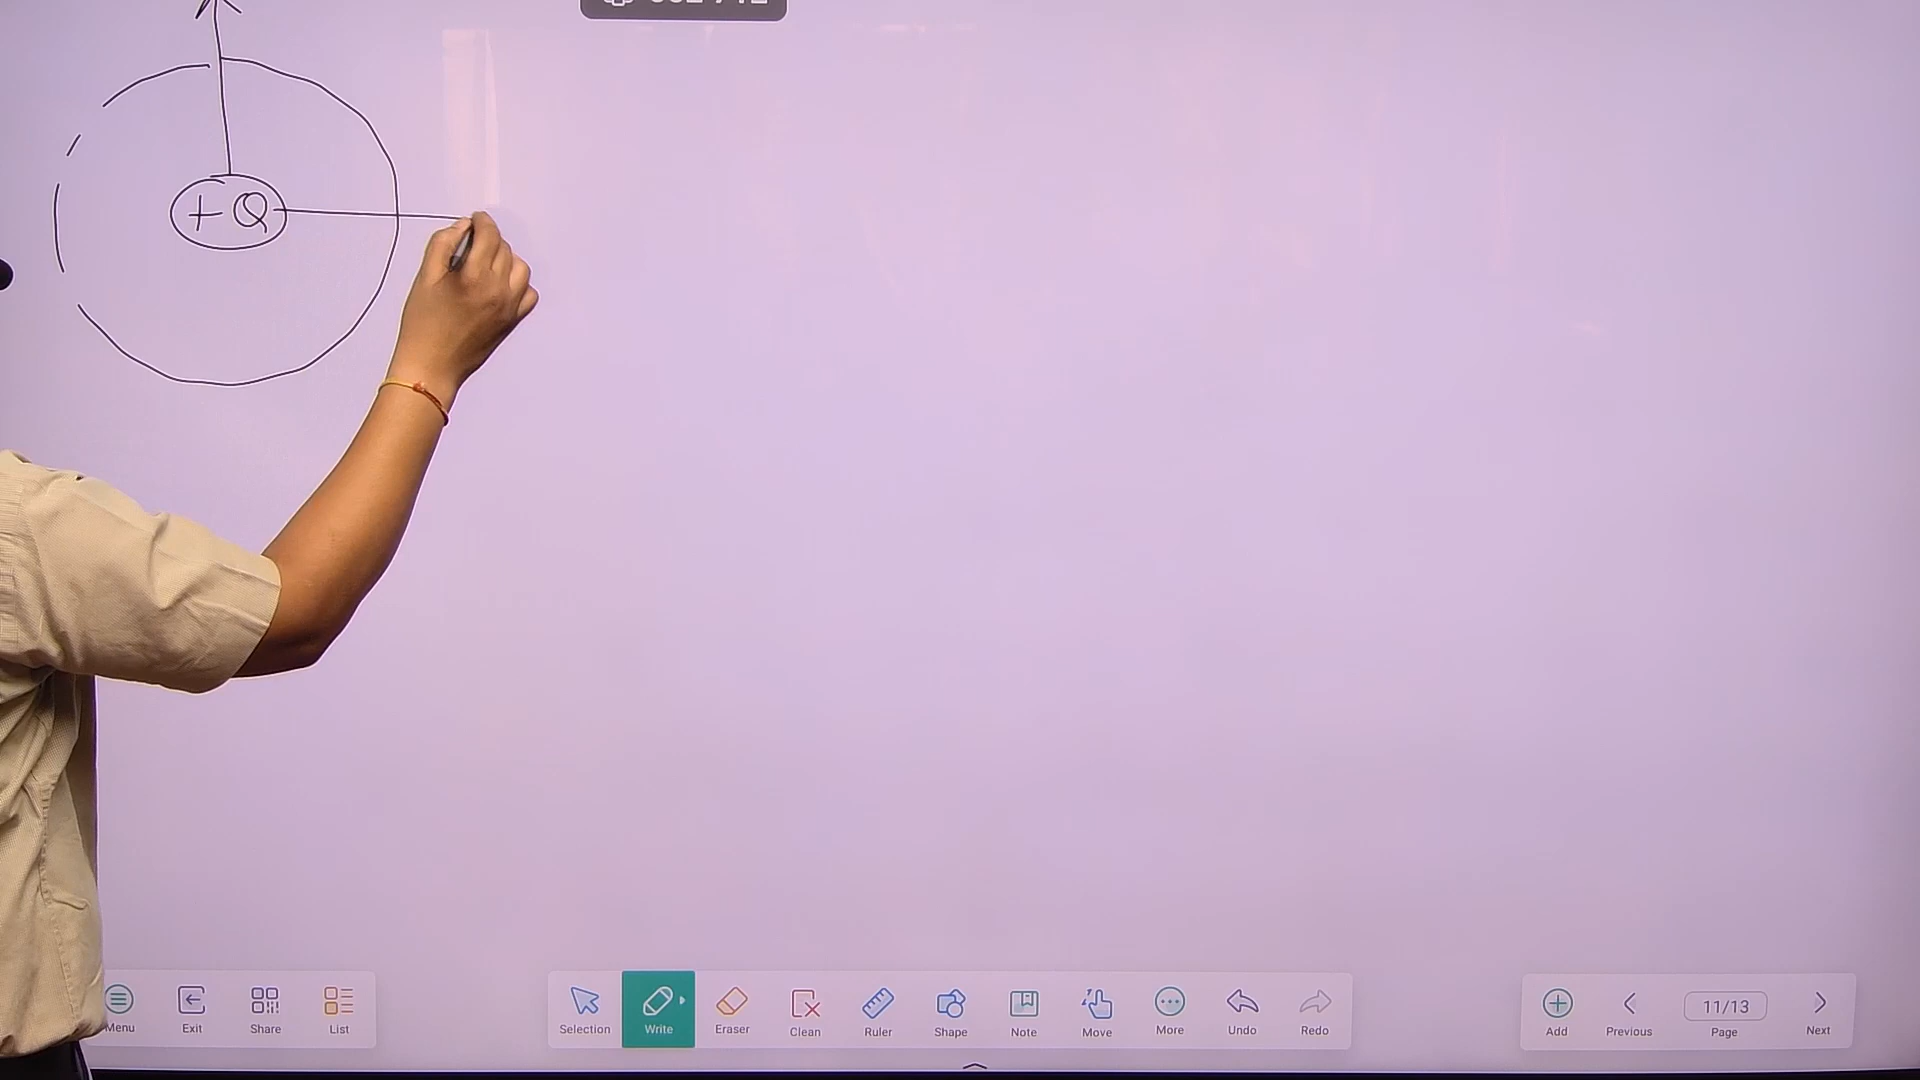 +Q
Menu
Exit
Share
List
Selection
Write
Eraser
Clean
Ruler
Shape
Note
Move
More
Undo
Redo
Add
Previous
11/13
Page
Next